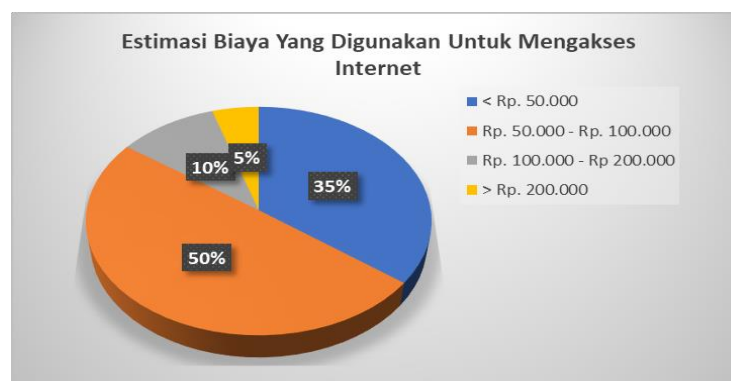 Estimasi Biaya Yang Digunakan Untuk Mengakses
Internet
< Rp. 50.000
Rp. 50.000 - Rp. 100.000
Rp. 100.000 - Rp 200.000
> Rp. 200.000
5%
10%
35%
50%